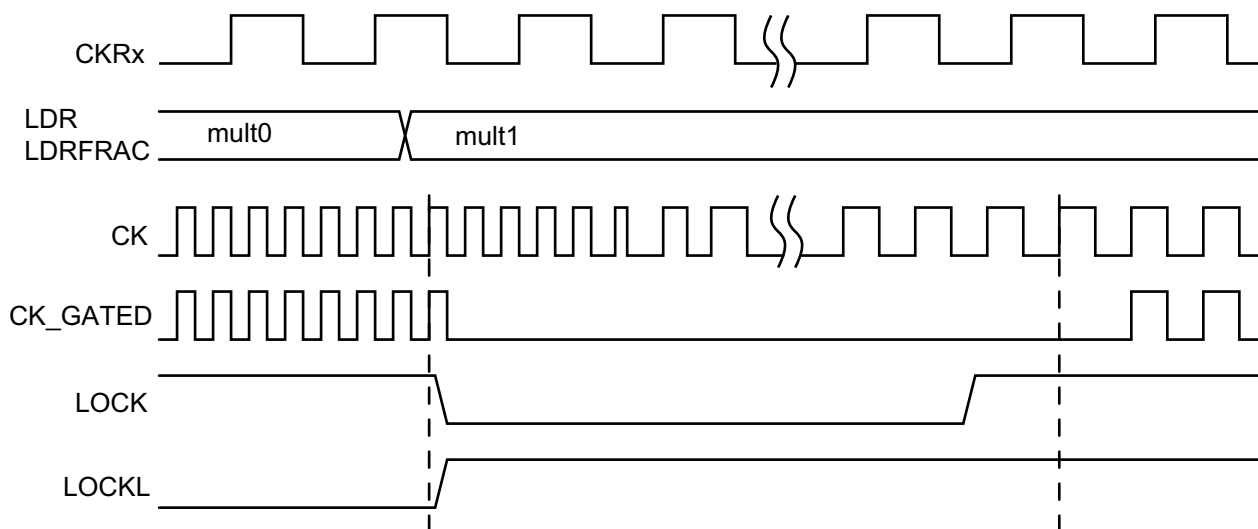 CKRx
LDR
LDRFRAC
mult0
mult1
CK
CK_GATED
LOCK
LOCKL